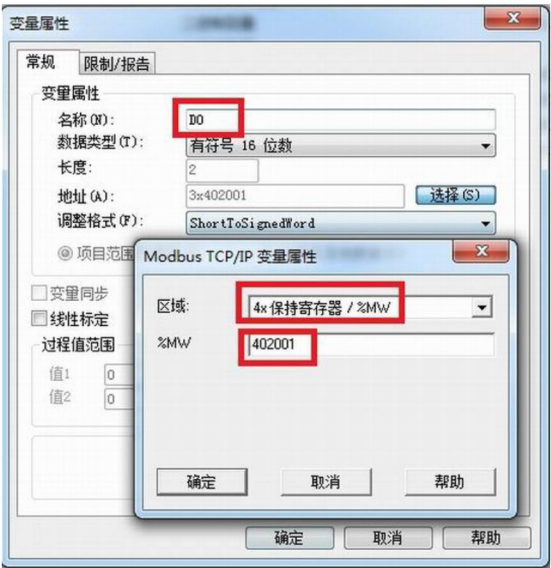 变量属性
常规
限制/报告
变量属性
名称(N):
D0
数据类型(T):
有符号 16 位数
长度:
2
地址(A):
3x402001
选择(S)
调整格式(F):
ShortToSignedWord
项目范围
Modbus TCP/IP 变量属性
变量同步
线性标定
过程值范围
值1
0
值2
0
区域:
4x 保持寄存器 / %MW
%MW
402001
确定
取消
帮助
确定
取消
帮助